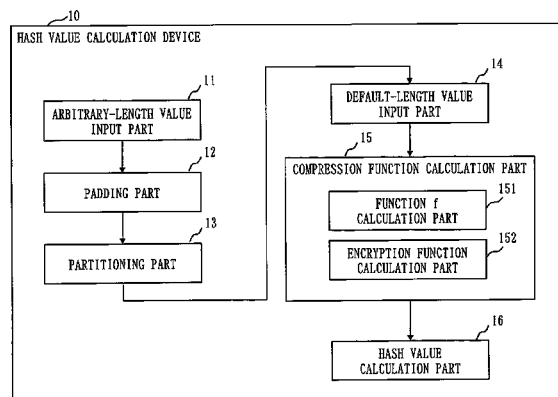 10
HASH VALUE CALCULATION DEVICE
11
ARBITRARY-LENGTH VALUE
INPUT PART
12
PADDING PART
13
PARTITIONING PART
14
DEFAULT-LENGTH VALUE
INPUT PART
15
COMPRESSION FUNCTION CALCULATION PART
151
FUNCTION f
CALCULATION PART
152
ENCRYPTION FUNCTION
CALCULATION PART
16
HASH VALUE
CALCULATION PART